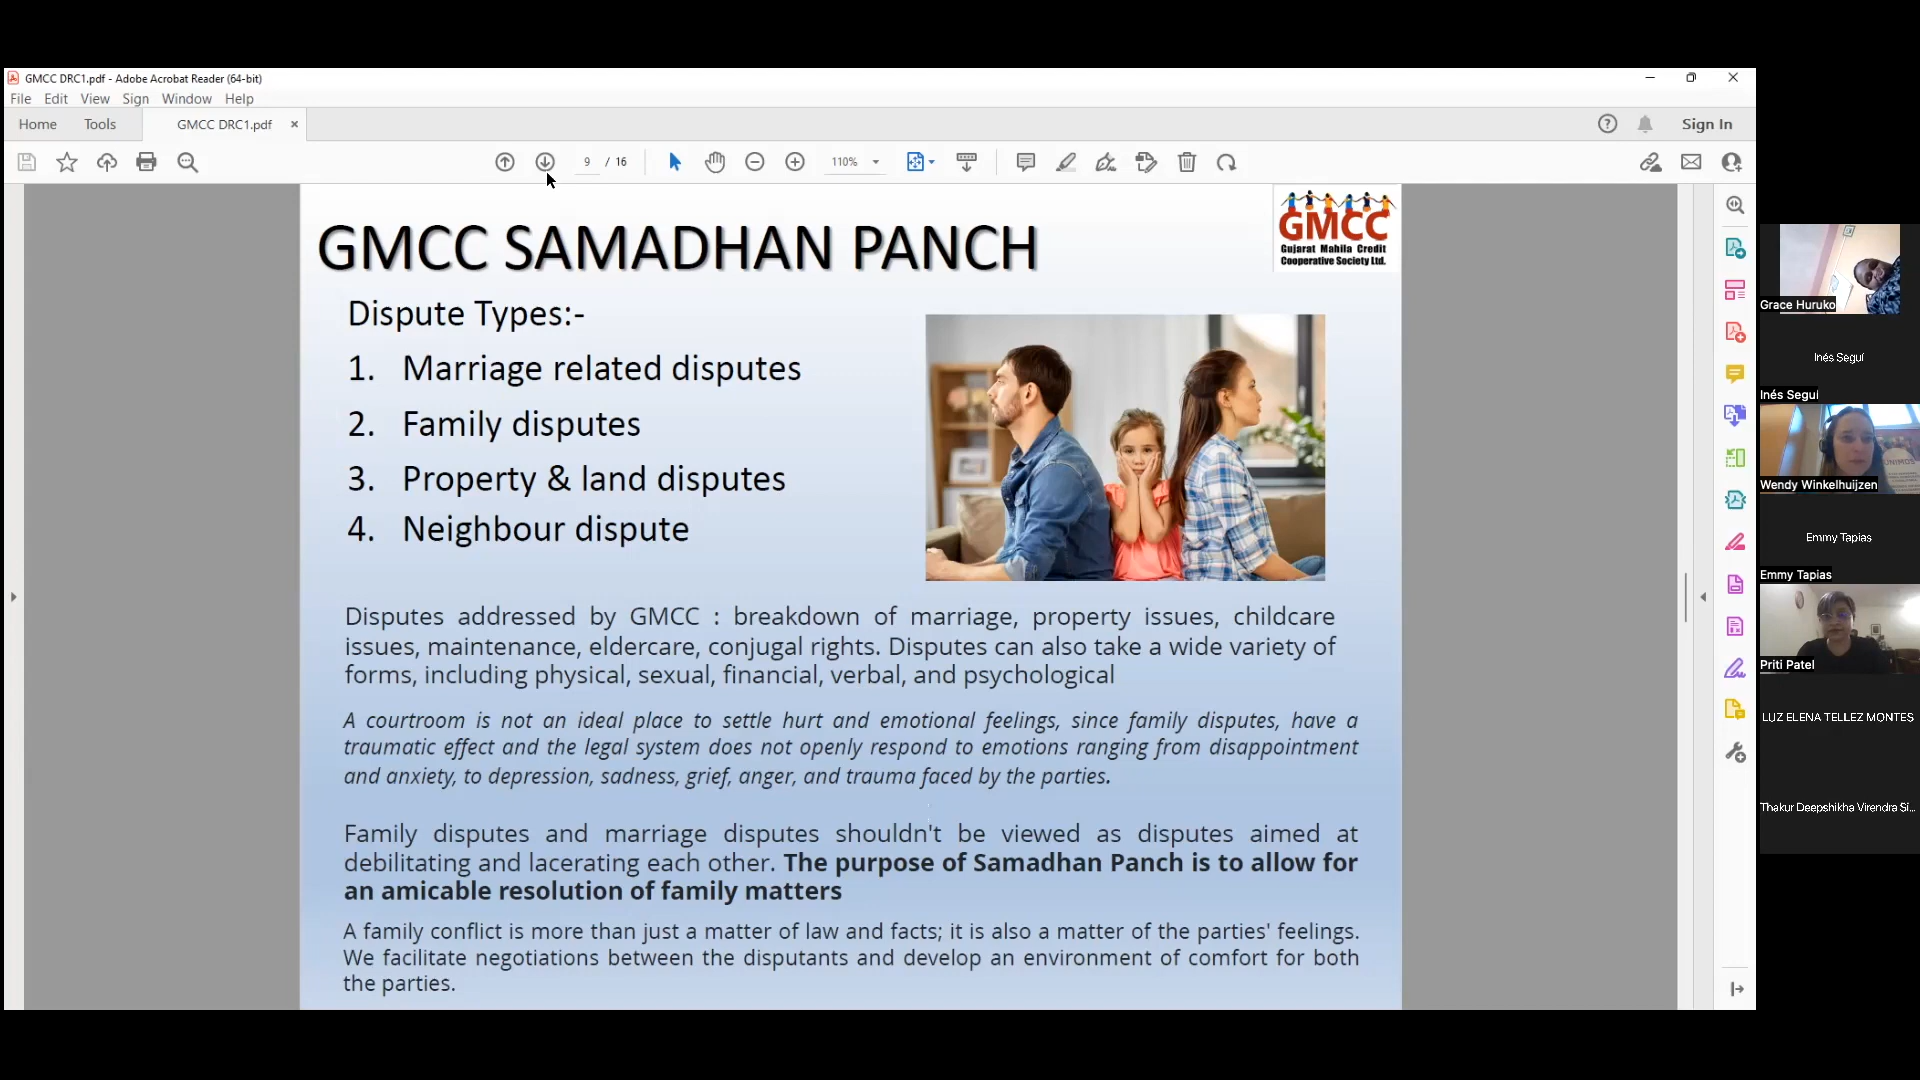 GMCC DRC1.pdf - Adobe Acrobat Reader (64-bit)
File Edit View Sign Window Help
Home Tools GMCC DRC1.pdf × Sign In
9 / 16 110%
GMCC SAMADHAN PANCH
GMCC
Gujarat Mahila Credit
Cooperative Society Ltd.
Dispute Types:-
1. Marriage related disputes
2. Family disputes
3. Property & land disputes
4. Neighbour dispute
Disputes addressed by GMCC : breakdown of marriage, property issues, childcare
issues, maintenance, eldercare, conjugal rights. Disputes can also take a wide variety of
forms, including physical, sexual, financial, verbal, and psychological
A courtroom is not an ideal place to settle hurt and emotional feelings, since family disputes, have a
traumatic effect and the legal system does not openly respond to emotions ranging from disappointment
and anxiety, to depression, sadness, grief, anger, and trauma faced by the parties.
Family disputes and marriage disputes shouldn't be viewed as disputes aimed at
debilitating and lacerating each other. The purpose of Samadhan Panch is to allow for
an amicable resolution of family matters
A family conflict is more than just a matter of law and facts; it is also a matter of the parties' feelings.
We facilitate negotiations between the disputants and develop an environment of comfort for both
the parties.
Grace Huruko
Inés Seguí
Inés Seguí
Wendy Winkelhuijzen
Emmy Tapias
Emmy Tapias
Priti Patel
LUZ ELENA TELLEZ MONTES
Thakur Deepshikha Virendra Si...